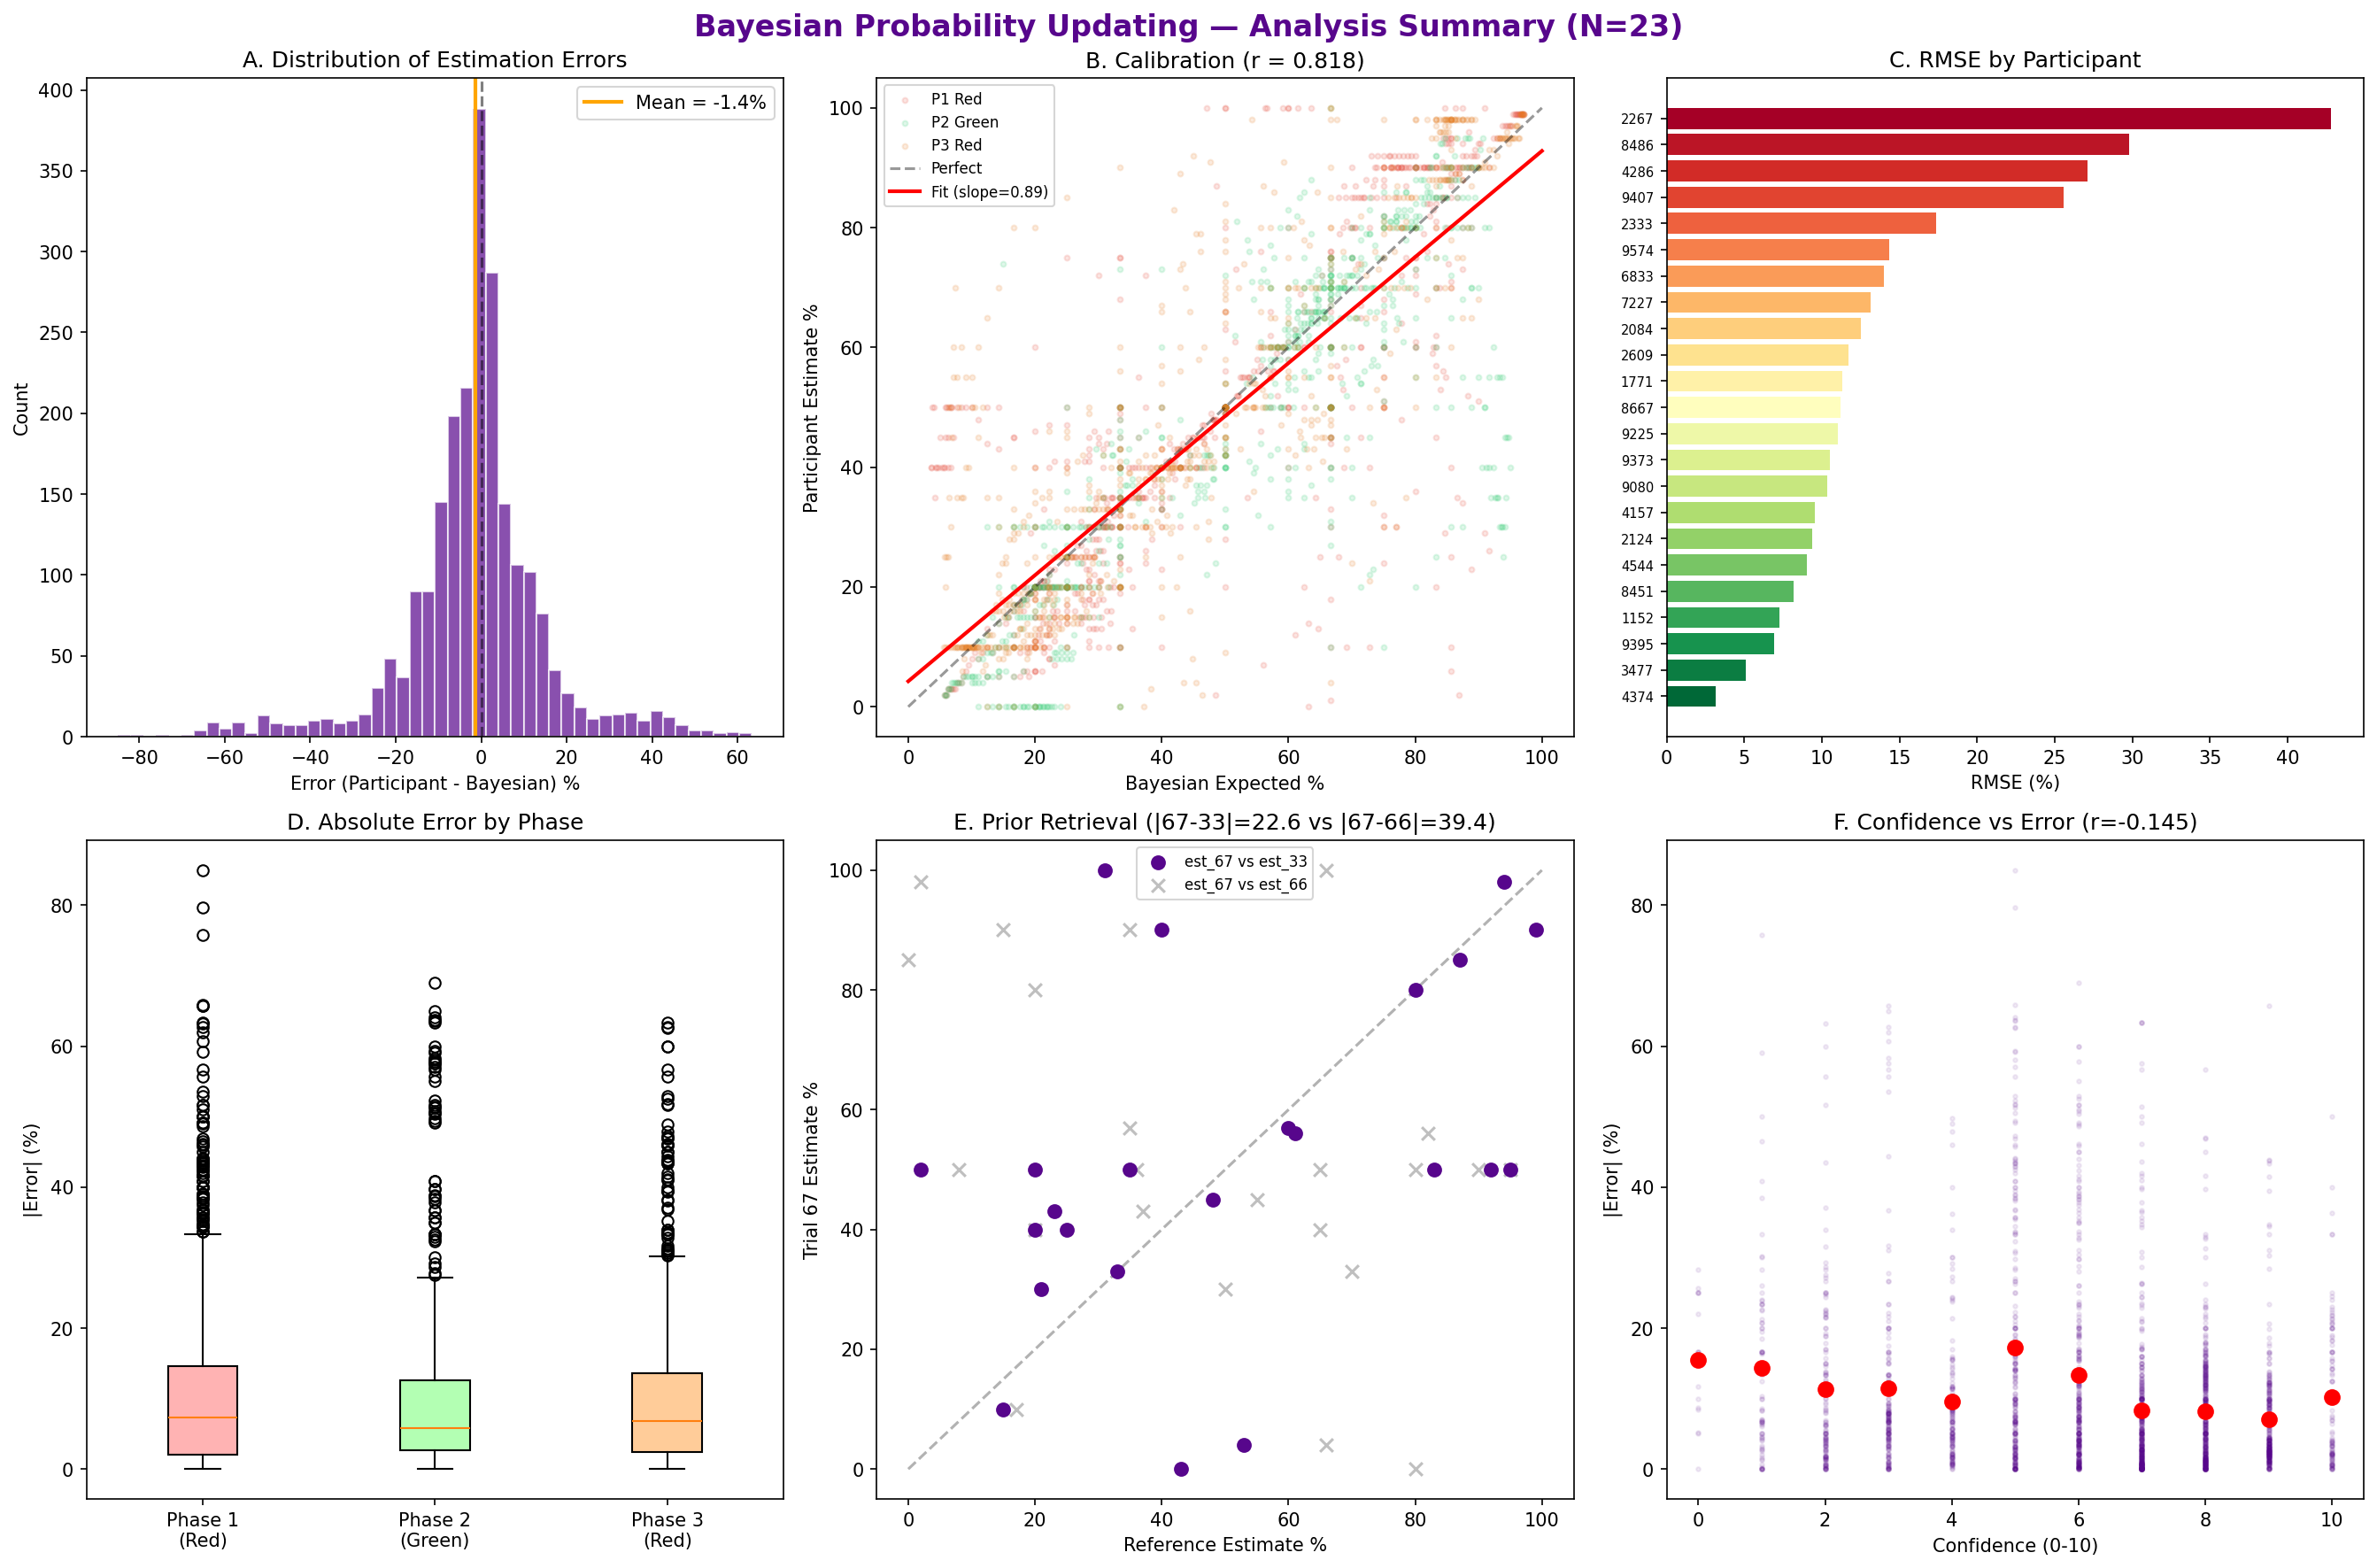 Bayesian Probability Updating — Analysis Summary (N=23)
A. Distribution of Estimation Errors
Mean = -1.4%
400
350
300
250
200
150
100
50
0
Count
−80 −60 −40 −20 0 20 40 60
Error (Participant - Bayesian) %
B. Calibration (r = 0.818)
P1 Red
P2 Green
P3 Red
Perfect
Fit (slope=0.89)
100
80
60
40
20
0
Participant Estimate %
0 20 40 60 80 100
Bayesian Expected %
C. RMSE by Participant
2267
8486
4286
9407
2333
9574
6833
7227
2084
2609
1771
8667
9225
9373
9080
4157
2124
4544
8451
1152
9395
3477
4374
0 5 10 15 20 25 30 35 40
RMSE (%)
D. Absolute Error by Phase
80
60
40
20
0
|Error| (%)
Phase 1 Phase 2 Phase 3
(Red) (Green) (Red)
E. Prior Retrieval (|67-33|=22.6 vs |67-66|=39.4)
est_67 vs est_33
est_67 vs est_66
100
80
60
40
20
0
Trial 67 Estimate %
0 20 40 60 80 100
Reference Estimate %
F. Confidence vs Error (r=-0.145)
80
60
40
20
0
|Error| (%)
0 2 4 6 8 10
Confidence (0-10)